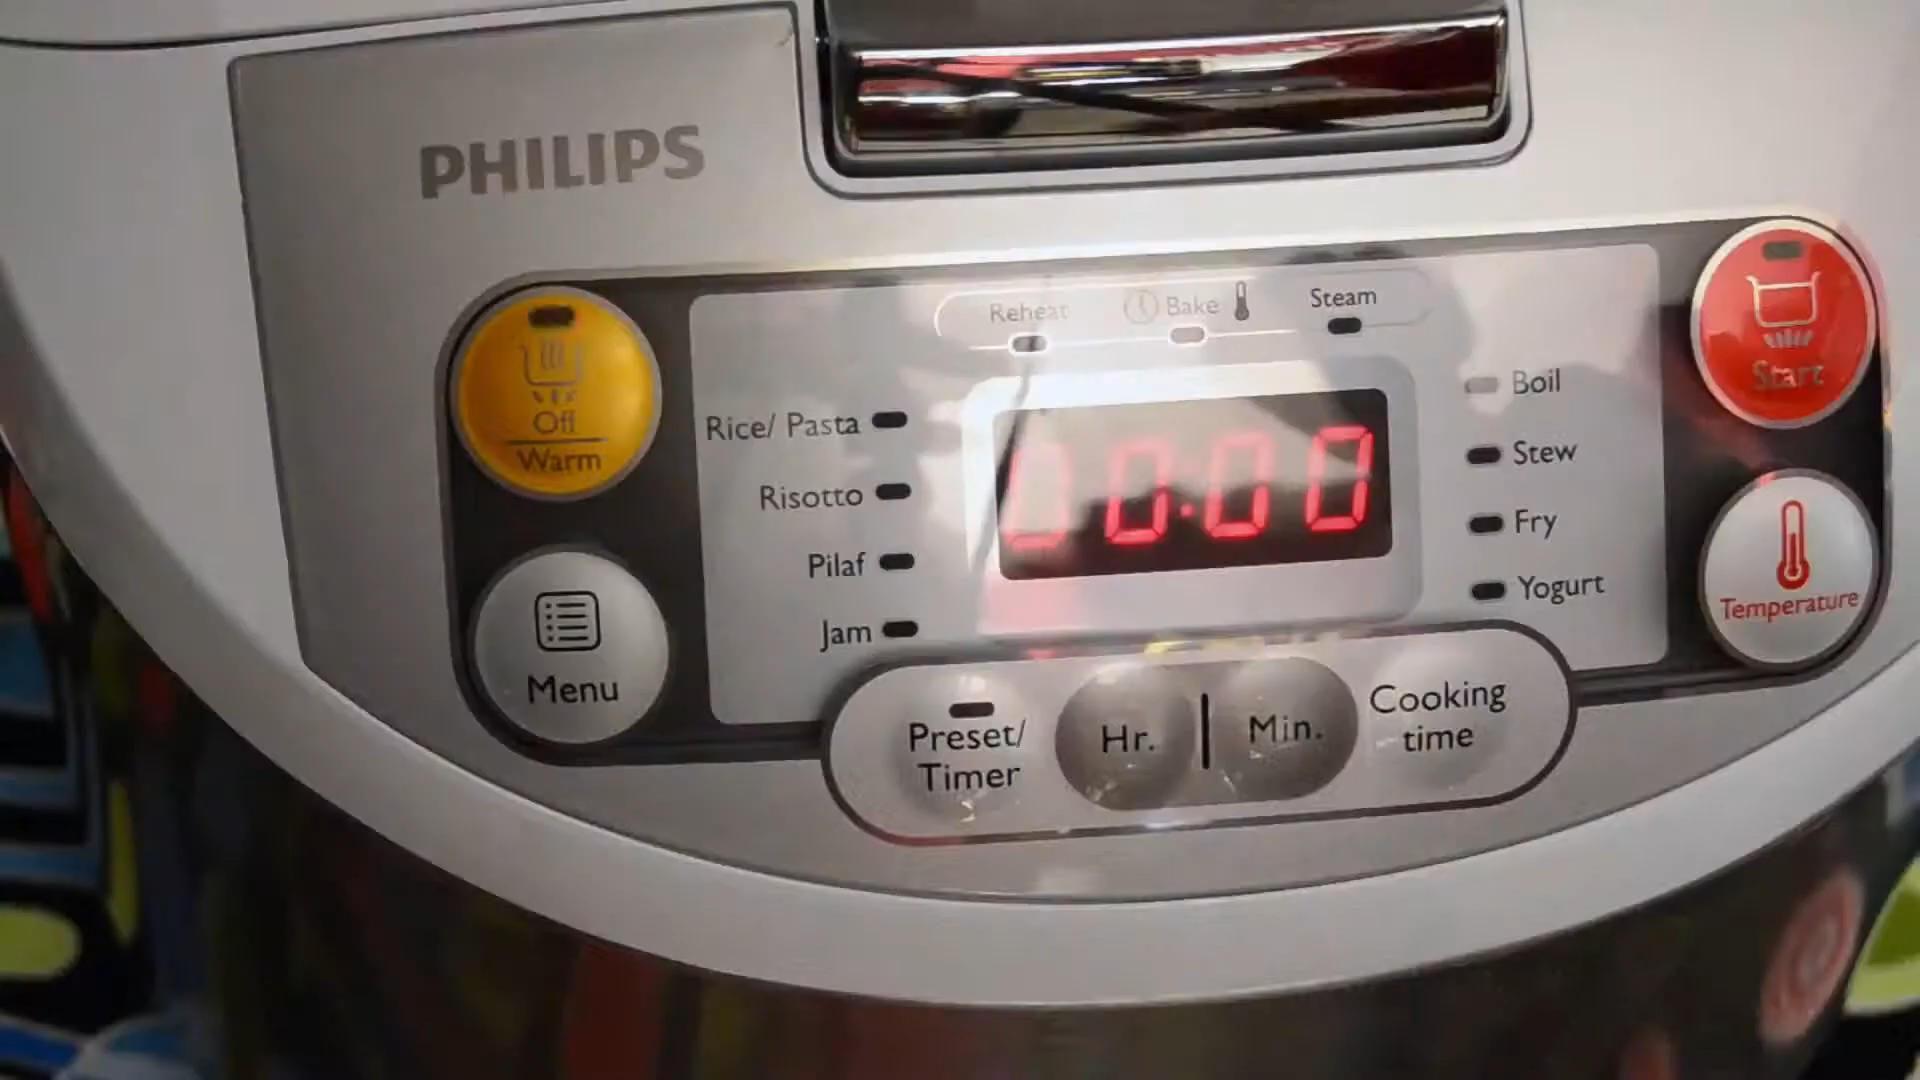 PHILIPS
Reheat
Bake
Steam
Off
Warm
Menu
Rice/ Pasta
Risotto
Pilaf
Jam
00:00
Boil
Stew
Fry
Yogurt
Start
Temperature
Preset/
Timer
Hr.
Min.
Cooking
time